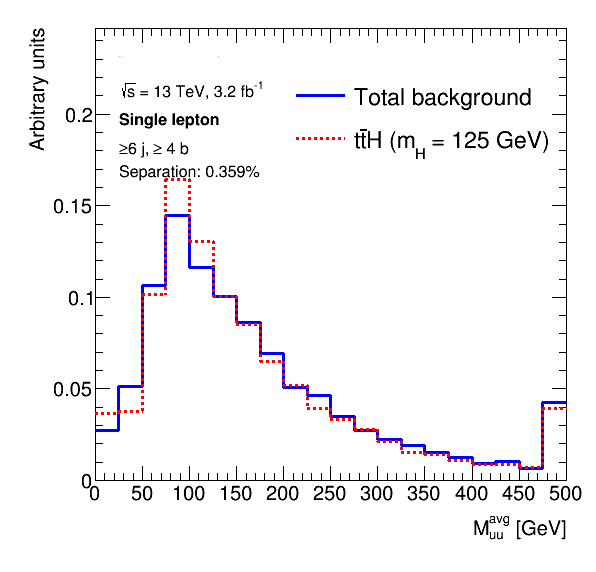 Arbitrary units
√s = 13 TeV, 3.2 fb⁻¹
Single lepton
≥6 j, ≥ 4 b
Separation: 0.359%
Total background
tt̄H (m_H = 125 GeV)
0.2
0.15
0.1
0.05
0
0 50 100 150 200 250 300 350 400 450 500
M_uu^avg [GeV]